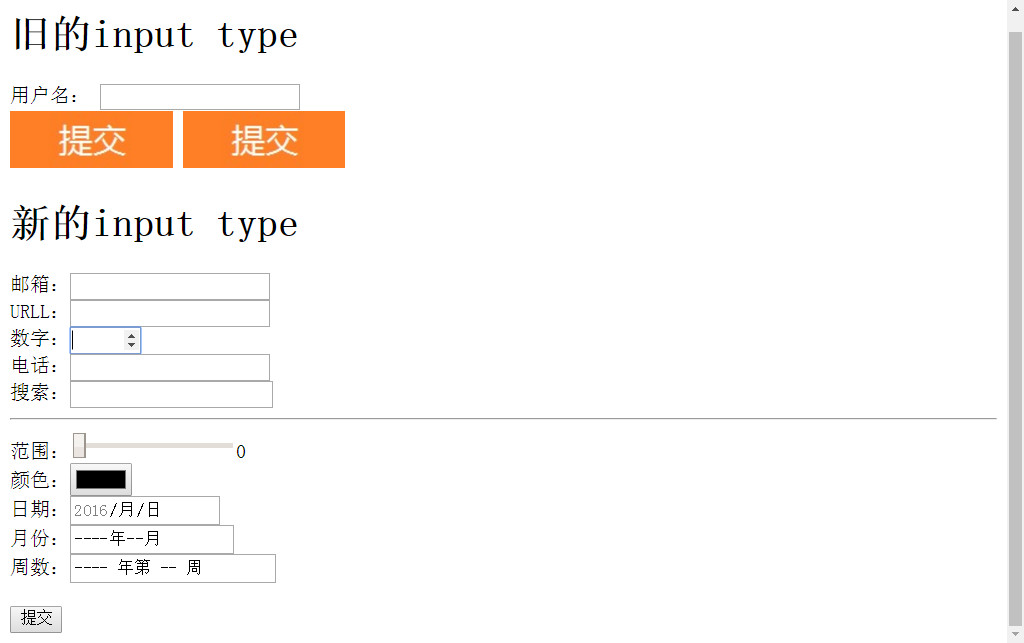 旧的input type
用户名：
提交 提交
新的input type
邮箱：
URLL：
数字：
电话：
搜索：
范围： 0
颜色：
日期： 2016/月/日
月份： ----年--月
周数： ---- 年第 -- 周
提交